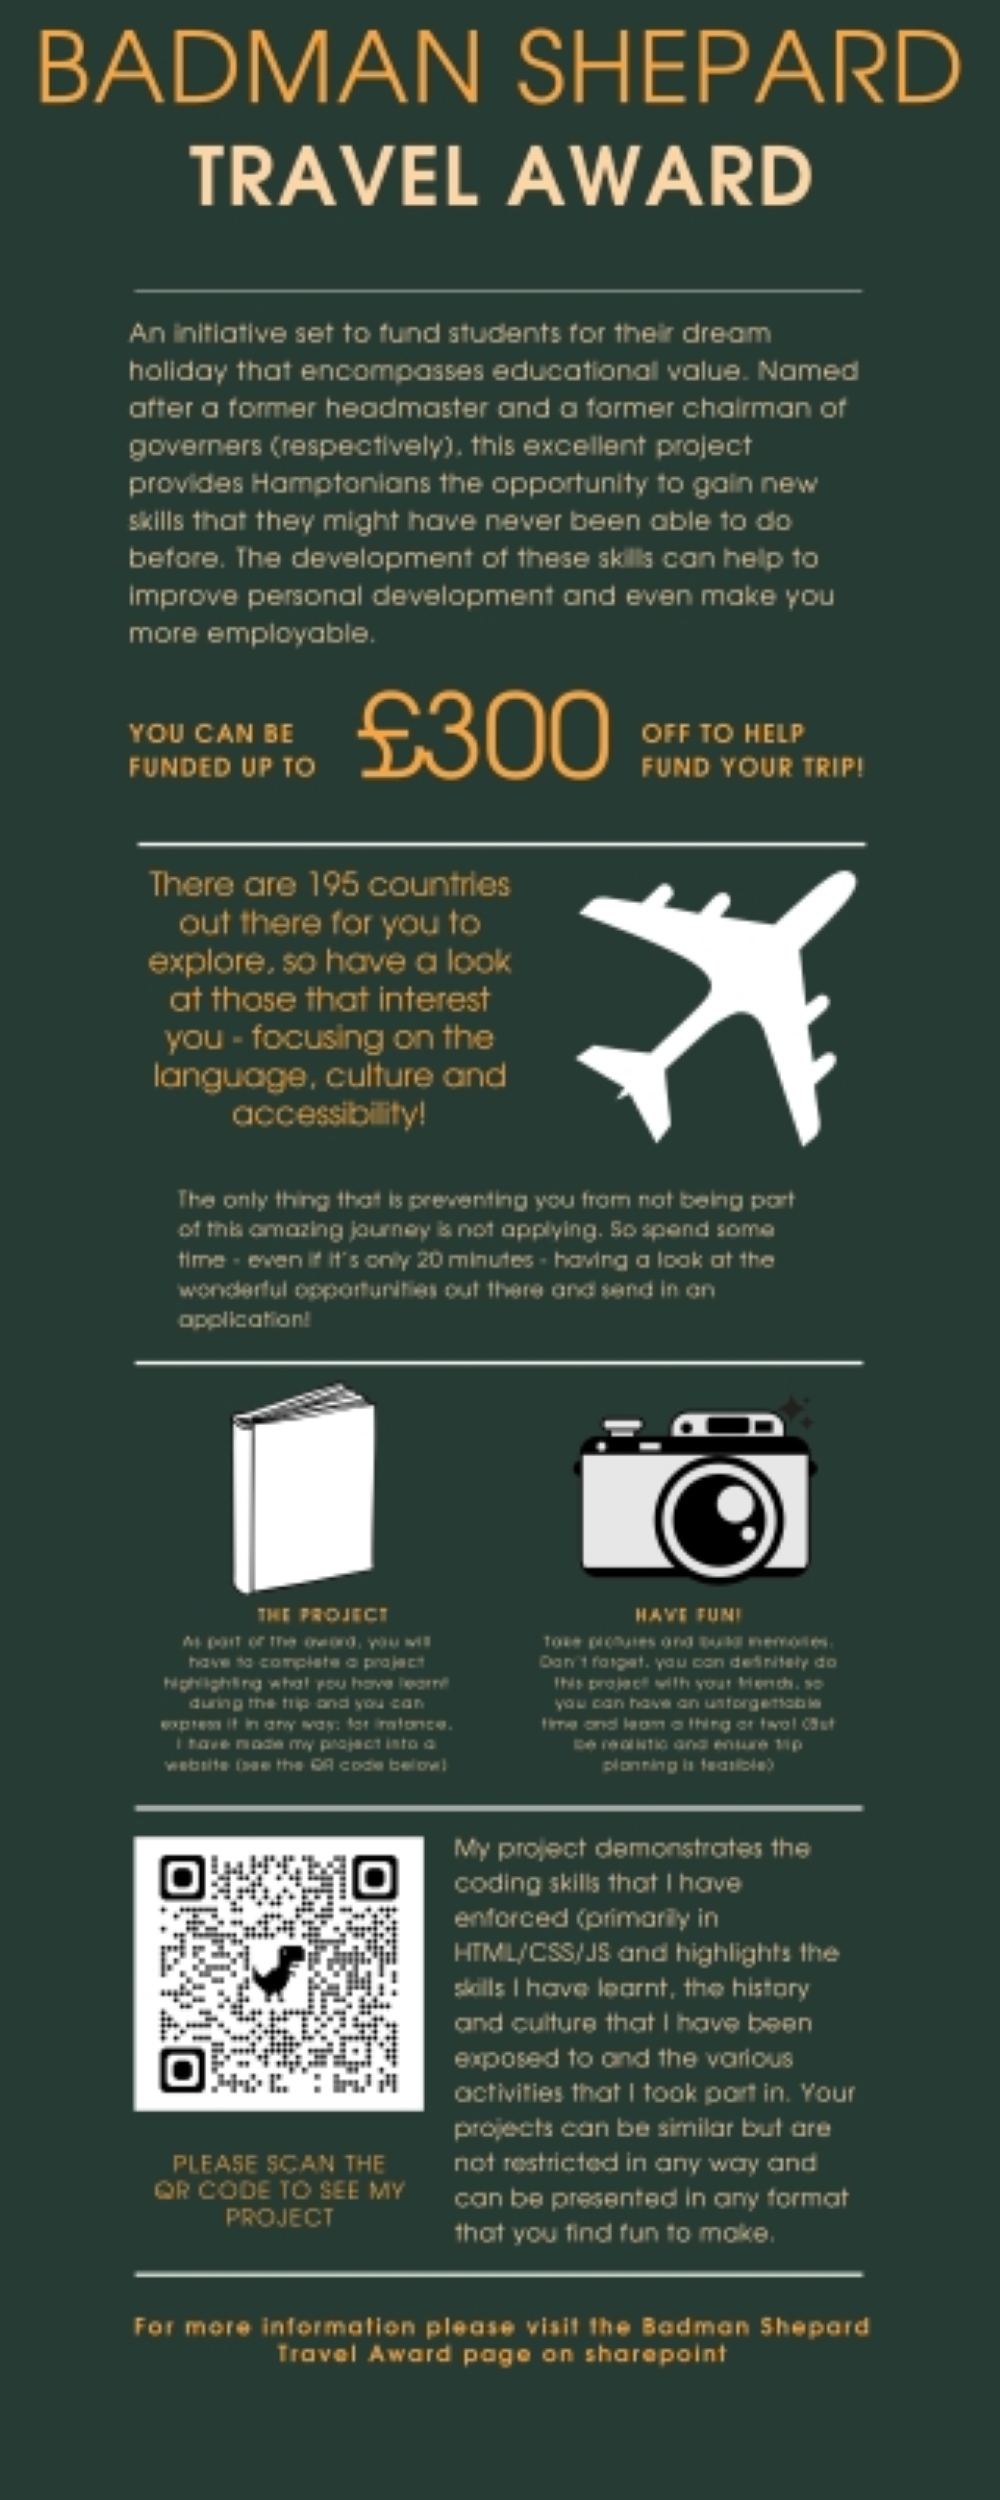 BADMAN SHEPARD
TRAVEL AWARD
An initiative set to fund students for their dream
holiday that encompasses educational value. Named
after a former headmaster and a former chairman of
governers (respectively), this excellent project
provides Hamptonians the opportunity to gain new
skills that they might have never been able to do
before. The development of these skills can help to
improve personal development and even make you
more employable.
YOU CAN BE
FUNDED UP TO
£300
OFF TO HELP
FUND YOUR TRIP!
There are 195 countries
out there for you to
explore, so have a look
at those that interest
you - focusing on the
language, culture and
accessibility!
The only thing that is preventing you from not being part
of this amazing journey is not applying. So spend some
time - even if it's only 20 minutes - having a look at the
wonderful opportunities out there and send in an
application!
THE PROJECT
As part of the award, you will
have to complete a project
highlighting what you have learnt
during the trip and you can
express it in any way; for instance,
I have made my project into a
website (see the QR code below)
HAVE FUN!
Take pictures and build memories.
Don't forget, you can definitely do
this project with your friends, so
you can have an unforgettable
time and learn a thing or two! (But
be realistic and ensure trip
planning is feasible)
PLEASE SCAN THE
QR CODE TO SEE MY
PROJECT
My project demonstrates the
coding skills that I have
enforced (primarily in
HTML/CSS/JS and highlights the
skills I have learnt, the history
and culture that I have been
exposed to and the various
activities that I took part in. Your
projects can be similar but are
not restricted in any way and
can be presented in any format
that you find fun to make.
For more information please visit the Badman Shepard
Travel Award page on sharepoint